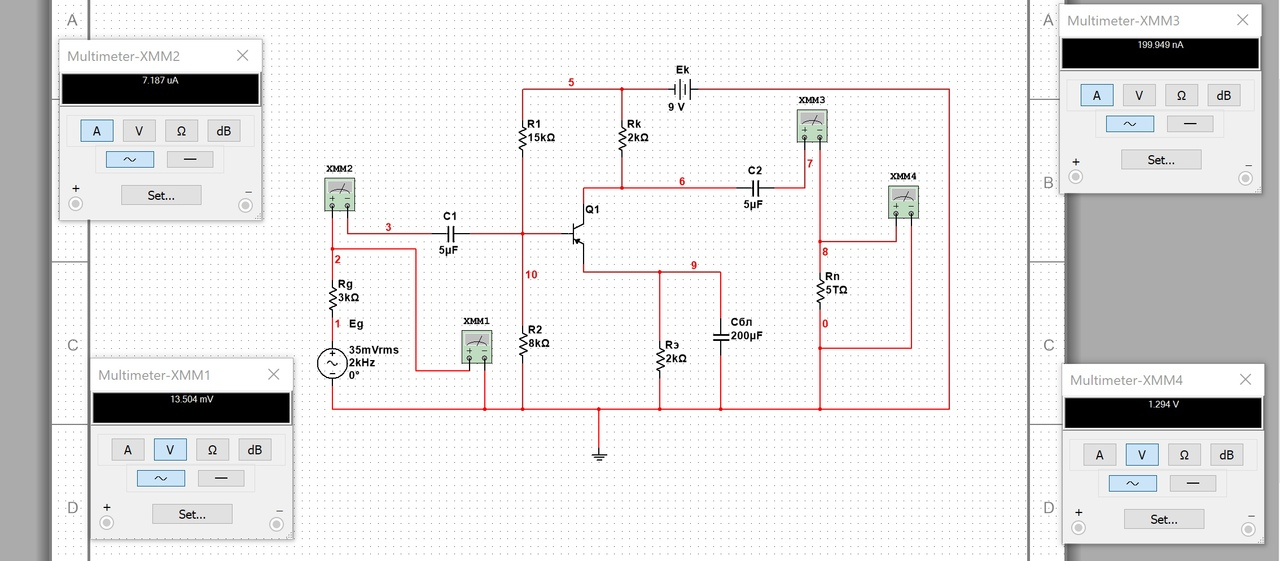 A
A
B
C
C
D
D
Multimeter-XMM2
7.187 uA
A
V
Ω
dB
Set...
+
−
Multimeter-XMM3
199.949 nA
A
V
Ω
dB
Set...
+
−
Multimeter-XMM1
13.504 mV
A
V
Ω
dB
Set...
+
−
Multimeter-XMM4
1.294 V
A
V
Ω
dB
Set...
+
−
5
Ek
9 V
R1
15kΩ
Rk
2kΩ
XMM3
7
XMM2
C2
5µF
6
XMM4
C1
5µF
3
Q1
2
10
9
8
Rg
3kΩ
Rn
5TΩ
1
Eg
XMM1
R2
8kΩ
Rэ
2kΩ
Cбл
200µF
0
35mVrms
2kHz
0°